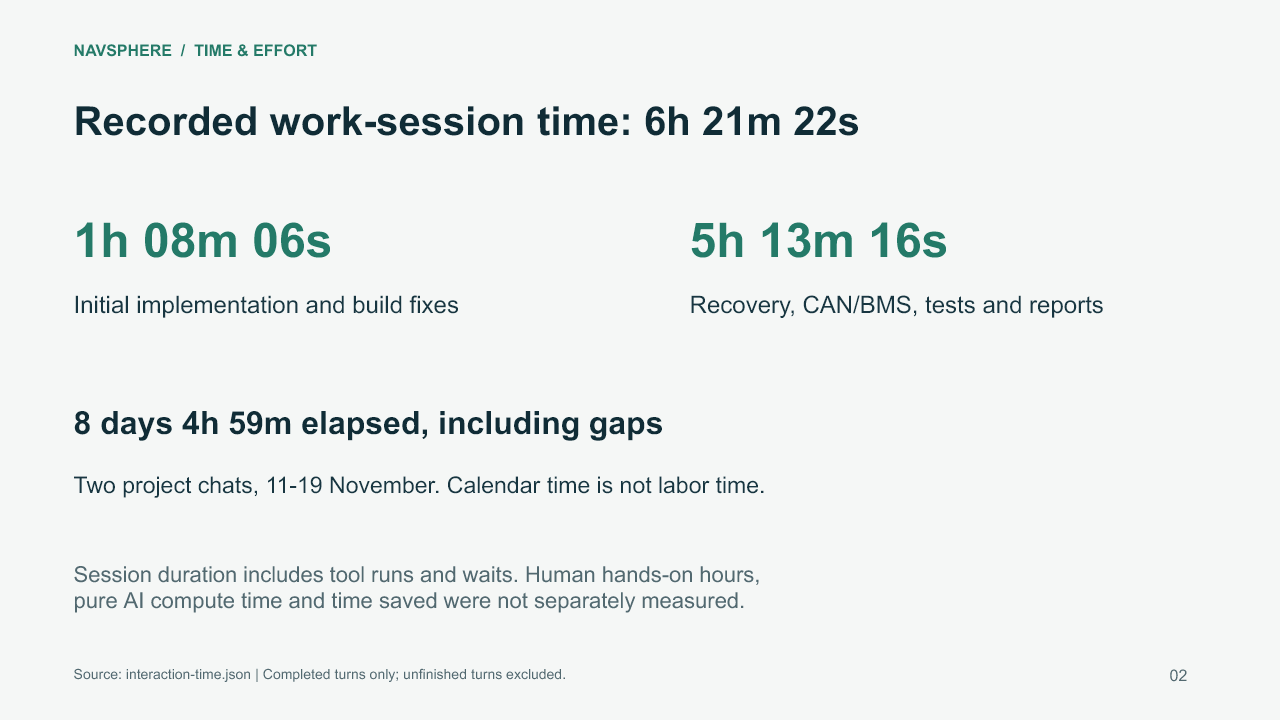 NAVSPHERE / TIME & EFFORT
Recorded work-session time: 6h 21m 22s
1h 08m 06s
Initial implementation and build fixes
5h 13m 16s
Recovery, CAN/BMS, tests and reports
8 days 4h 59m elapsed, including gaps
Two project chats, 11-19 November. Calendar time is not labor time.
Session duration includes tool runs and waits. Human hands-on hours,
pure AI compute time and time saved were not separately measured.
Source: interaction-time.json | Completed turns only; unfinished turns excluded.
02